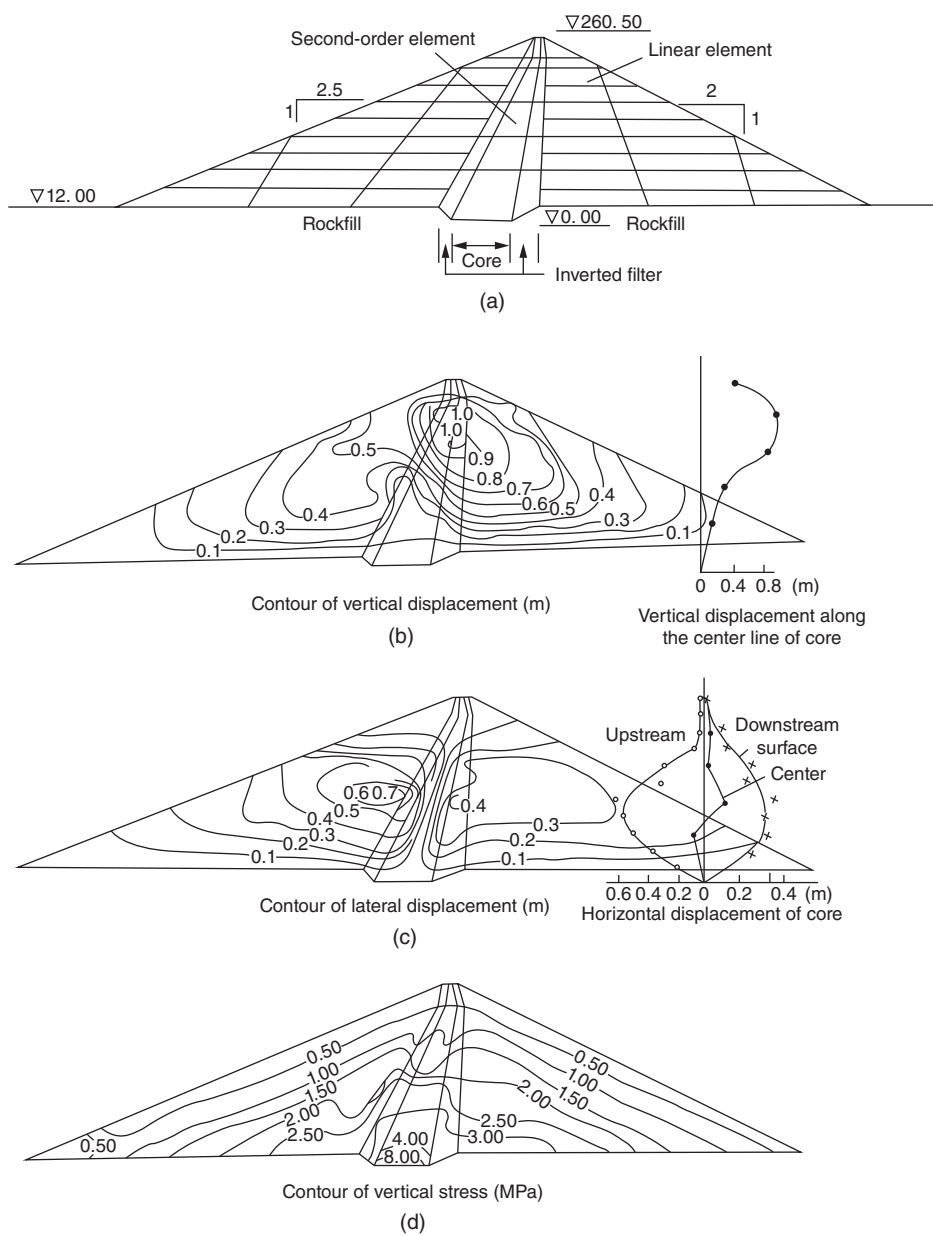 ▽260.50
Second-order element
Linear element
2.5
1
2
1
▽12.00
▽0.00
Rockfill
Rockfill
Core
Inverted filter
(a)
1.0
1.0
0.5
0.9
0.8
0.7
0.6
0.5
0.4
0.4
0.3
0.3
0.2
0.1
0.1
0 0.4 0.8 (m)
Contour of vertical displacement (m)
Vertical displacement along
the center line of core
(b)
Upstream
Downstream
surface
Center
0.6 0.7
0.5
0.4
0.4
0.3
0.3
0.2
0.2
0.1
0.1
0.6 0.4 0.2 0 0.2 0.4 (m)
Contour of lateral displacement (m)
Horizontal displacement of core
(c)
0.50
0.50
1.00
1.00
1.50
1.50
2.00
2.00
2.50
2.50
0.50
4.00
3.00
8.00
Contour of vertical stress (MPa)
(d)